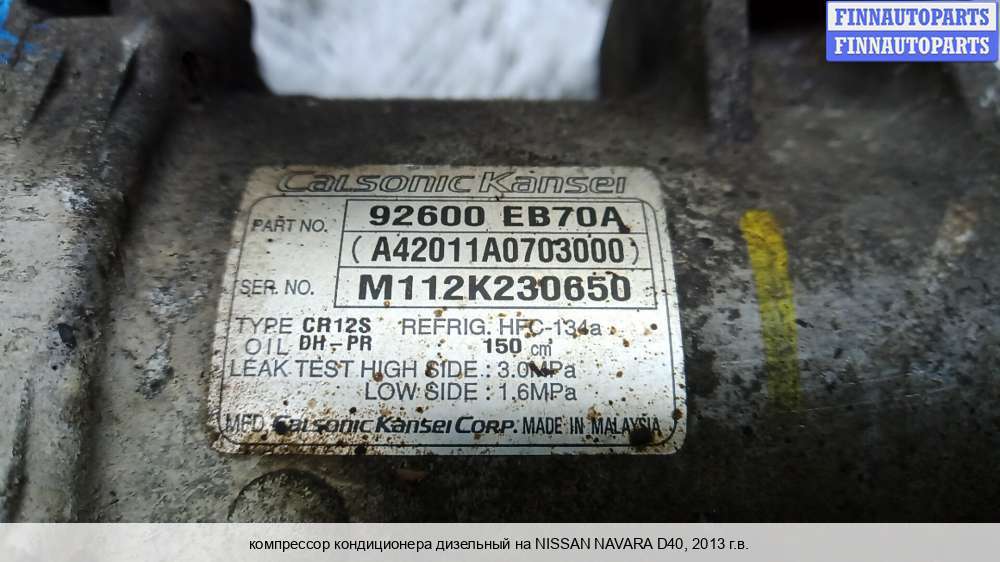 FINNAUTOPARTS
FINNAUTOPARTS
Calsonic Kansei
PART NO. 92600 EB70A
(A42011A0703000)
SER. NO. M112K230650
TYPE CR12S REFRIG. HFC-134a
OIL DH-PR 150 cm³
LEAK TEST HIGH SIDE : 3.0MPa
LOW SIDE : 1.6MPa
MFD. Calsonic Kansei Corp. MADE IN MALAYSIA
компрессор кондиционера дизельный на NISSAN NAVARA D40, 2013 г.в.